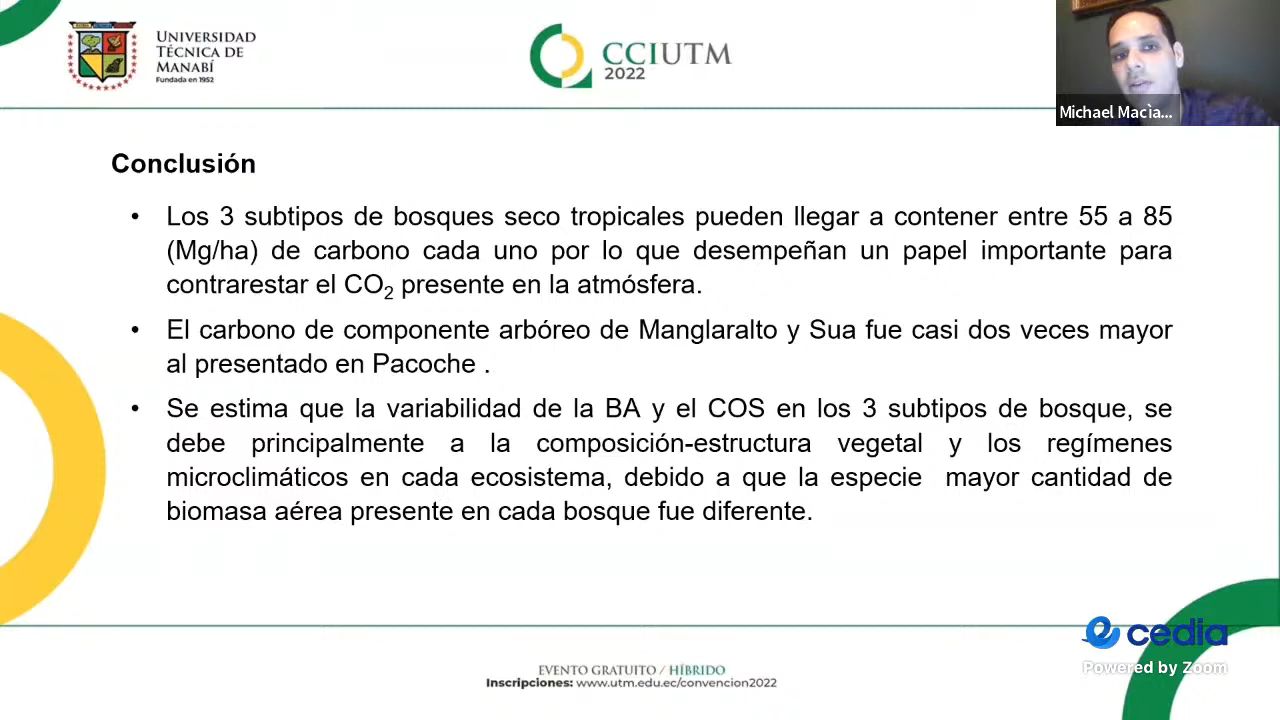 UNIVERSIDAD
TÉCNICA DE
MANABÍ
Fundada en 1952
CCIUTM
2022
Michael Macìa...
Conclusión
• Los 3 subtipos de bosques seco tropicales pueden llegar a contener entre 55 a 85
(Mg/ha) de carbono cada uno por lo que desempeñan un papel importante para
contrarestar el CO₂ presente en la atmósfera.
• El carbono de componente arbóreo de Manglaralto y Sua fue casi dos veces mayor
al presentado en Pacoche .
• Se estima que la variabilidad de la BA y el COS en los 3 subtipos de bosque, se
debe principalmente a la composición-estructura vegetal y los regímenes
microclimáticos en cada ecosistema, debido a que la especie  mayor cantidad de
biomasa aérea presente en cada bosque fue diferente.
cedia
Powered by Zoom
EVENTO GRATUITO / HÍBRIDO
Inscripciones: www.utm.edu.ec/convencion2022